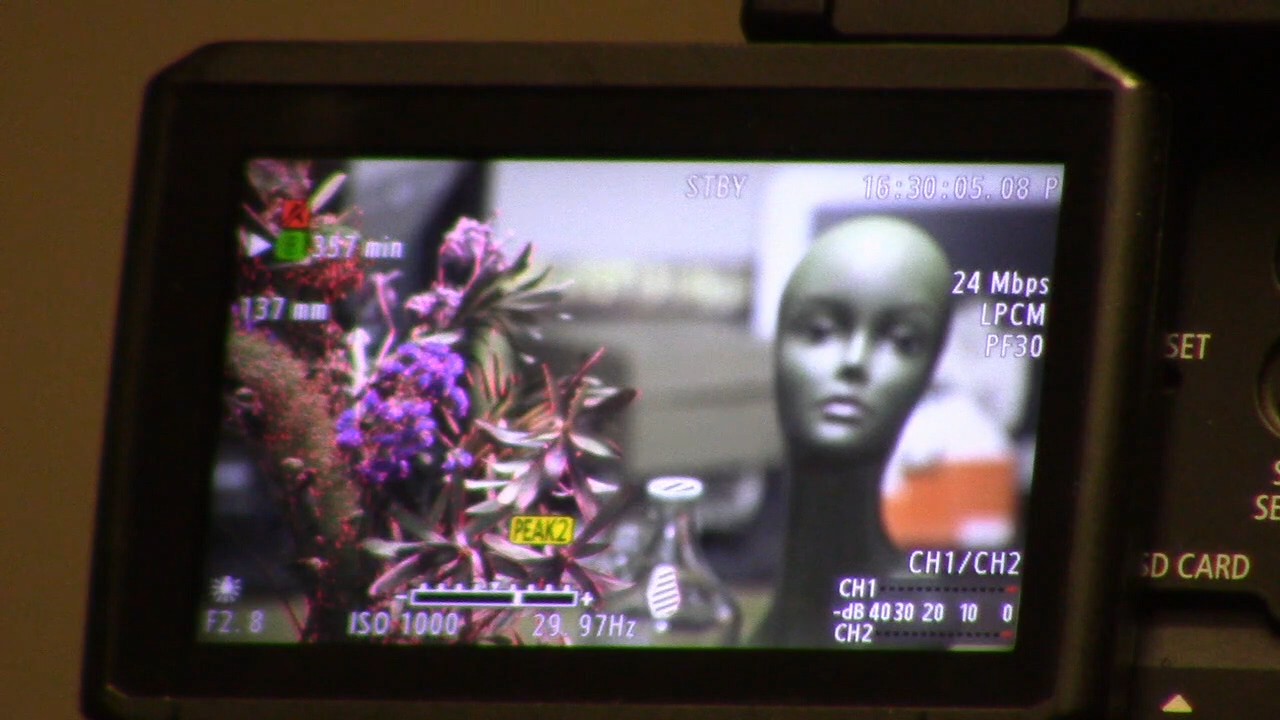 STBY
16:30:05.08 P
A
B 357 min
137 mm
24 Mbps
LPCM
PF30
SET
PEAK2
CH1/CH2
SD CARD
CH1
- +
-dB 40 30 20 10 0
F2.8
ISO 1000
29.97Hz
CH2